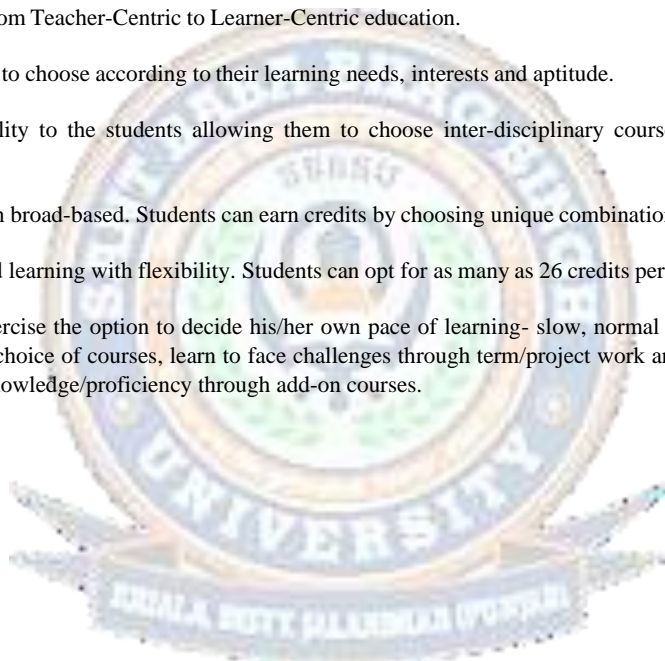 om Teacher-Centric to Learner-Centric education.
to choose according to their learning needs, interests and aptitude.
lity to the students allowing them to choose inter-disciplinary cours
n broad-based. Students can earn credits by choosing unique combination
d learning with flexibility. Students can opt for as many as 26 credits per
ercise the option to decide his/her own pace of learning- slow, normal
choice of courses, learn to face challenges through term/project work ar
owledge/proficiency through add-on courses.
UNIVERSITY